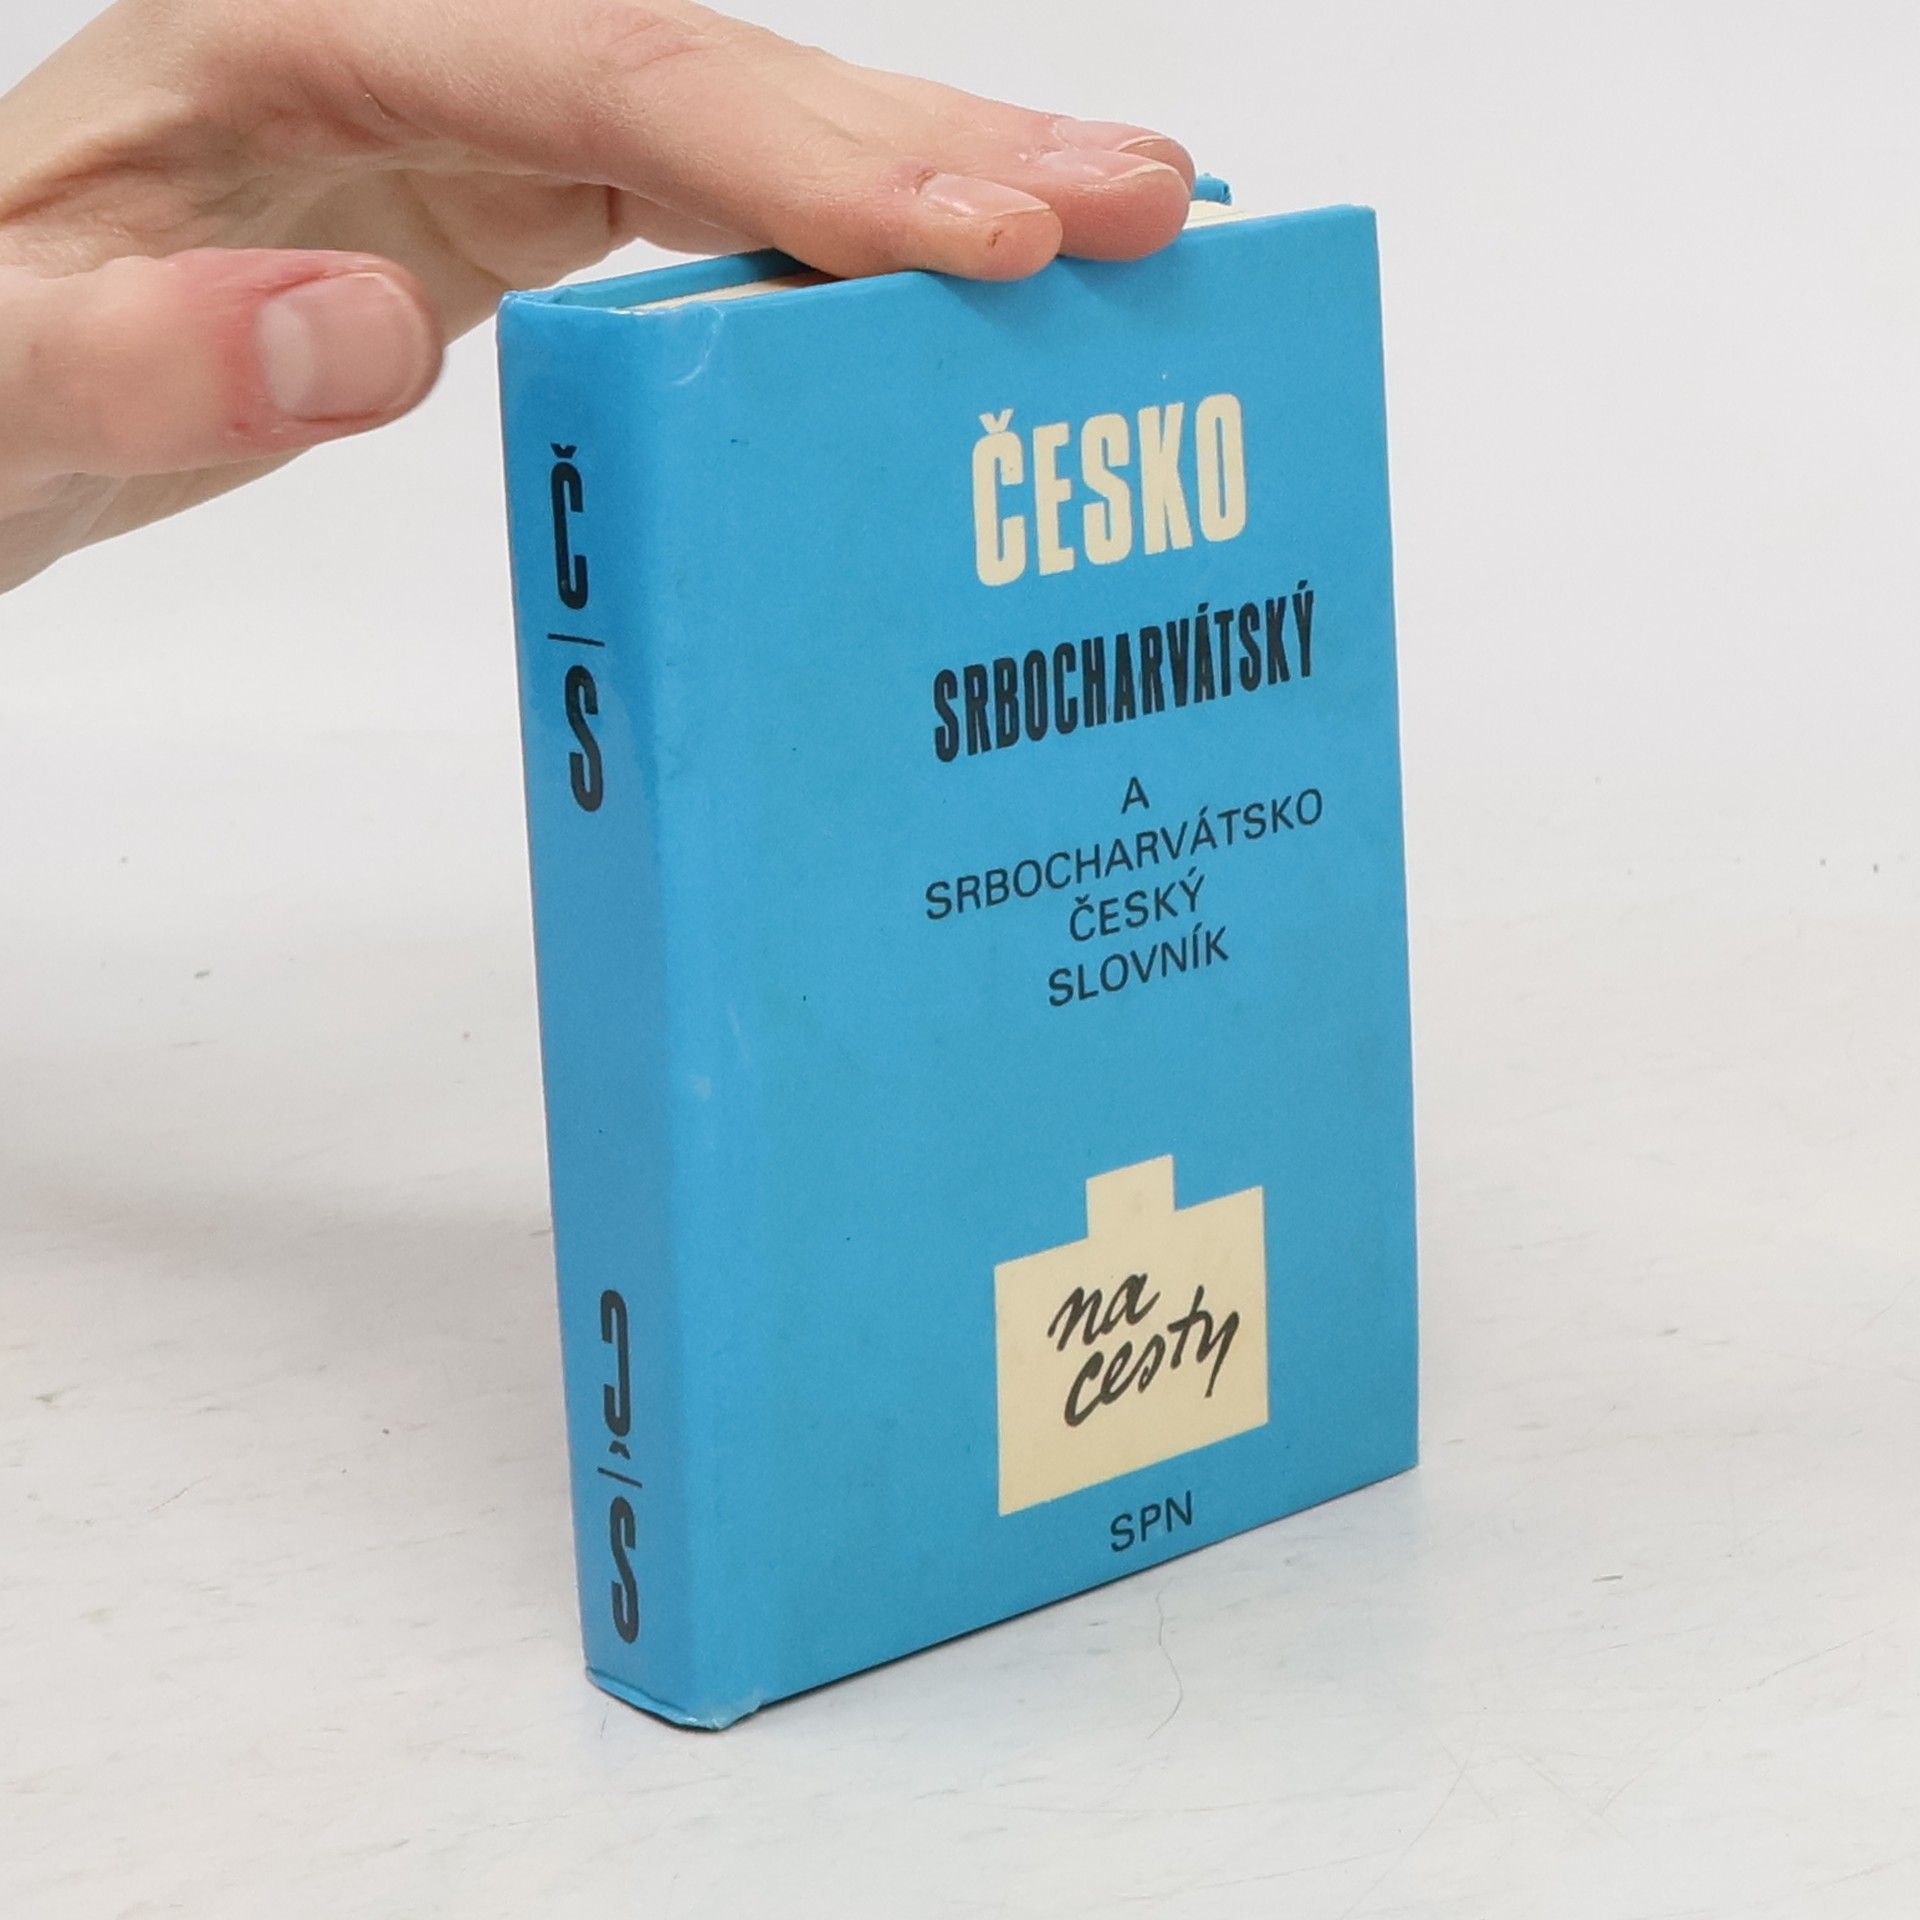 Č/S
S/Č
ČESKO
SRBOCHARVÁTSKÝ
A
SRBOCHARVÁTSKO
ČESKÝ
SLOVNÍK
na
cesty
SPN